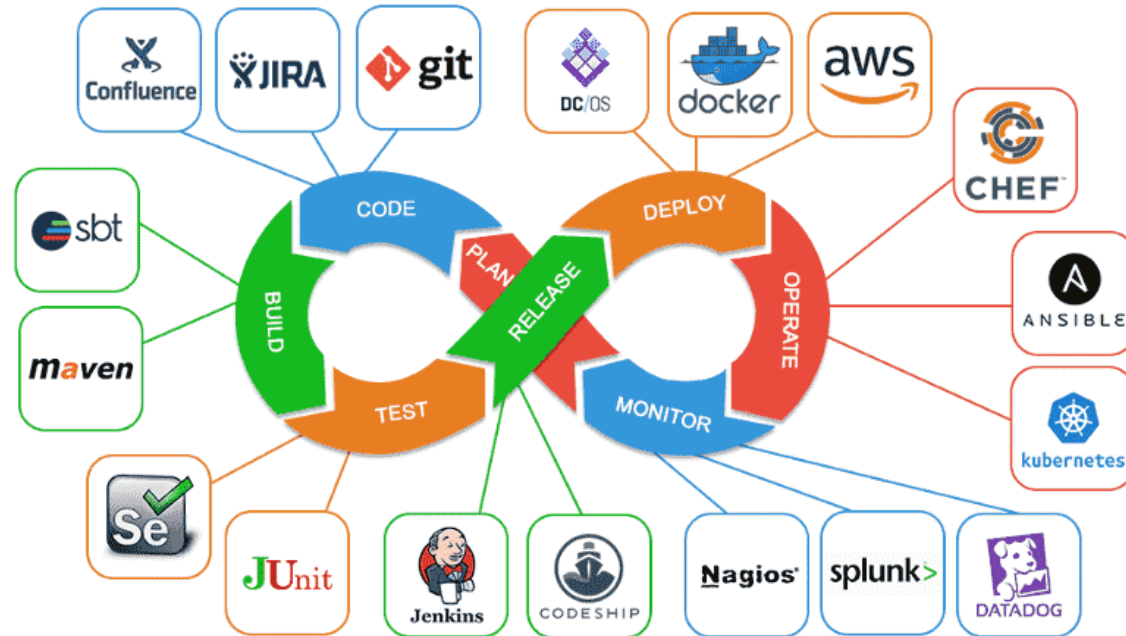 Confluence
JIRA
git
DC/OS
docker
aws
CHEF™
sbt
CODE
DEPLOY
PLAN
BUILD
RELEASE
OPERATE
ANSIBLE
maven
TEST
MONITOR
kubernetes
Se
JUnit
Jenkins
CODESHIP
Nagios®
splunk>
DATADOG